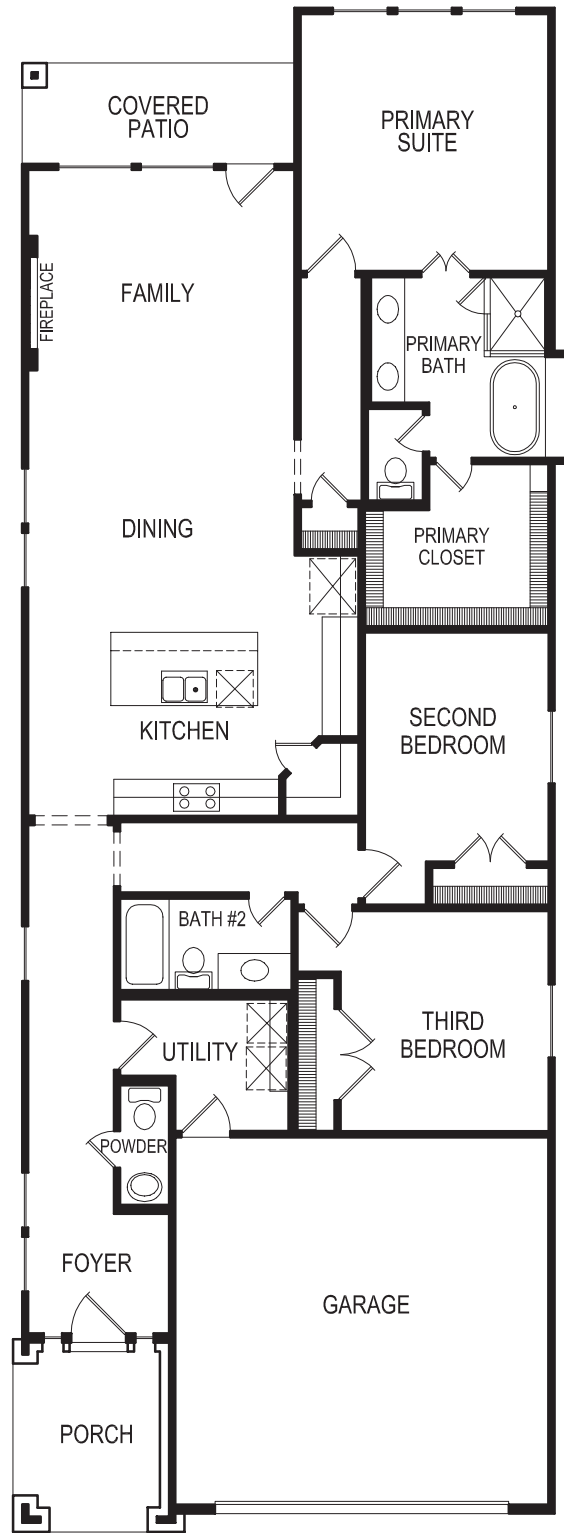 COVERED
PATIO
PRIMARY
SUITE
FAMILY
FIREPLACE
PRIMARY
BATH
DINING
PRIMARY
CLOSET
KITCHEN
SECOND
BEDROOM
BATH #2
UTILITY
THIRD
BEDROOM
POWDER
FOYER
GARAGE
PORCH